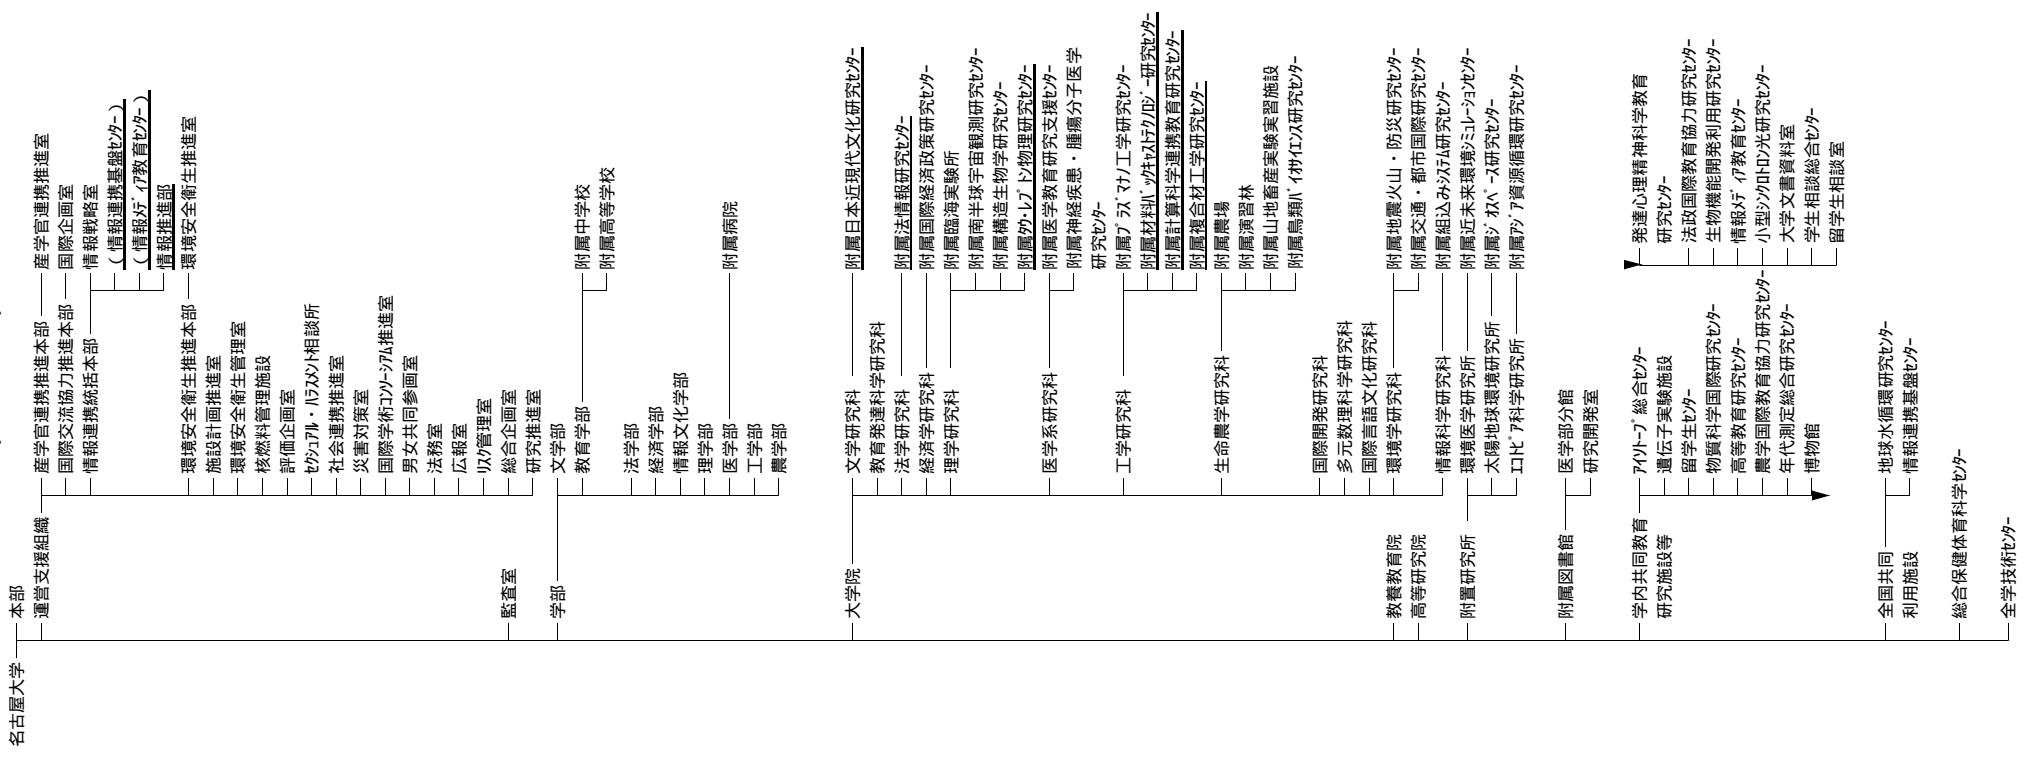 名古屋大学
本部
運営支援組織
産学官連携推進本部
産学官連携推進室
国際交流協力推進本部
国際企画室
情報連携統括本部
情報戦略室
(情報連携基盤ｾﾝﾀｰ)
(情報ﾒﾃﾞｨｱ教育ｾﾝﾀｰ)
情報推進部
環境安全衛生推進本部
環境安全衛生推進室
施設計画推進室
環境安全衛生管理室
核燃料管理施設
評価企画室
ｾｸｼｭｱﾙ・ﾊﾗｽﾒﾝﾄ相談所
社会連携推進室
災害対策室
国際学術ｺﾝｿｰｼｱﾑ推進室
男女共同参画室
法務室
広報室
ﾘｽｸ管理室
総合企画室
研究推進室
監査室
学部
文学部
教育学部
附属中学校
附属高等学校
法学部
経済学部
情報文化学部
理学部
医学部
附属病院
工学部
農学部
大学院
文学研究科
附属日本近現代文化研究ｾﾝﾀｰ
教育発達科学研究科
法学研究科
附属法情報研究ｾﾝﾀｰ
経済学研究科
附属国際経済政策研究ｾﾝﾀｰ
理学研究科
附属臨海実験所
附属南半球宇宙観測研究ｾﾝﾀｰ
附属構造生物学研究ｾﾝﾀｰ
附属ﾀｳ・ﾚﾌﾟﾄﾝ物理研究ｾﾝﾀｰ
医学系研究科
附属医学教育研究支援ｾﾝﾀｰ
附属神経疾患・腫瘍分子医学
研究ｾﾝﾀｰ
工学研究科
附属ﾌﾟﾗｽﾞﾏﾅﾉ工学研究ｾﾝﾀｰ
附属材料ﾊﾞｯｸｷｬｽﾄﾃｸﾉﾛｼﾞｰ研究ｾﾝﾀｰ
附属計算科学連携教育研究ｾﾝﾀｰ
附属複合材工学研究ｾﾝﾀｰ
生命農学研究科
附属農場
附属演習林
附属山地畜産実験実習施設
附属鳥類ﾊﾞｲｵｻｲｴﾝｽ研究ｾﾝﾀｰ
国際開発研究科
多元数理科学研究科
国際言語文化研究科
環境学研究科
附属地震火山・防災研究ｾﾝﾀｰ
附属交通・都市国際研究ｾﾝﾀｰ
情報科学研究科
附属組込みｼｽﾃﾑ研究ｾﾝﾀｰ
教養教育院
高等研究院
附置研究所
環境医学研究所
附属近未来環境ｼﾐｭﾚｰｼｮﾝｾﾝﾀｰ
太陽地球環境研究所
附属ｼﾞｵｽﾍﾟｰｽ研究ｾﾝﾀｰ
ｴｺﾄﾋﾟｱ科学研究所
附属ｱｼﾞｱ資源循環研究ｾﾝﾀｰ
附属図書館
医学部分館
研究開発室
学内共同教育
研究施設等
ｱｲｿﾄｰﾌﾟ総合ｾﾝﾀｰ
遺伝子実験施設
留学生ｾﾝﾀｰ
物質科学国際研究ｾﾝﾀｰ
高等教育研究ｾﾝﾀｰ
農学国際教育協力研究ｾﾝﾀｰ
年代測定総合研究ｾﾝﾀｰ
博物館
発達心理精神科学教育
研究ｾﾝﾀｰ
法政国際教育協力研究ｾﾝﾀｰ
生物機能開発利用研究ｾﾝﾀｰ
情報ﾒﾃﾞｨｱ教育ｾﾝﾀｰ
小型ｼﾝｸﾛﾄﾛﾝ光研究ｾﾝﾀｰ
大学文書資料室
学生相談総合ｾﾝﾀｰ
留学生相談室
全国共同
利用施設
地球水循環研究ｾﾝﾀｰ
情報連携基盤ｾﾝﾀｰ
総合保健体育科学ｾﾝﾀｰ
全学技術ｾﾝﾀｰ